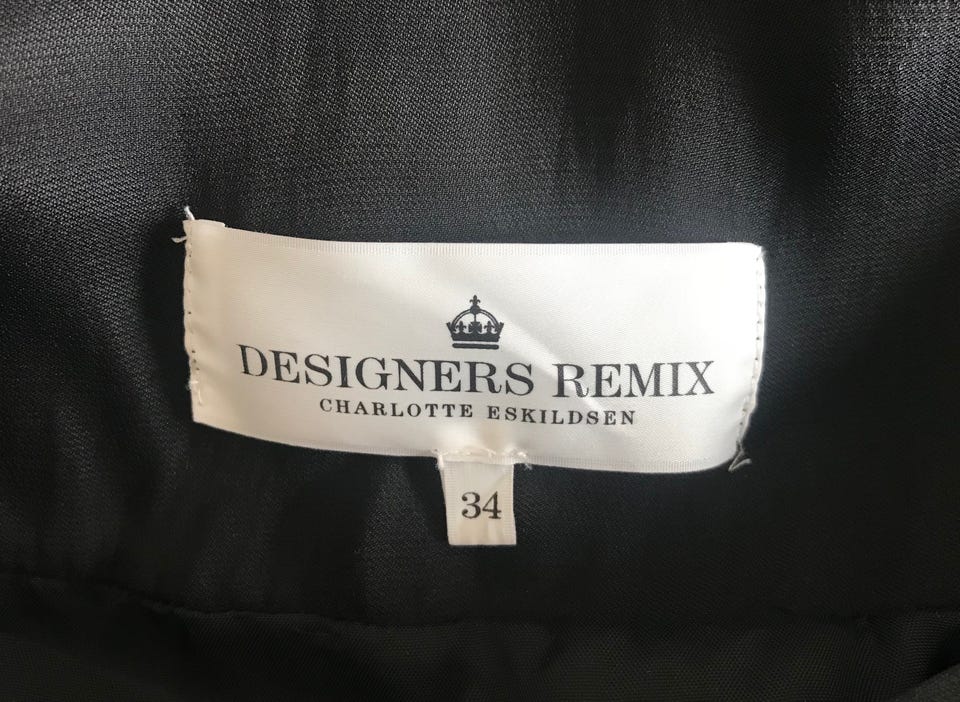 DESIGNERS REMIX
CHARLOTTE ESKILDSEN
34